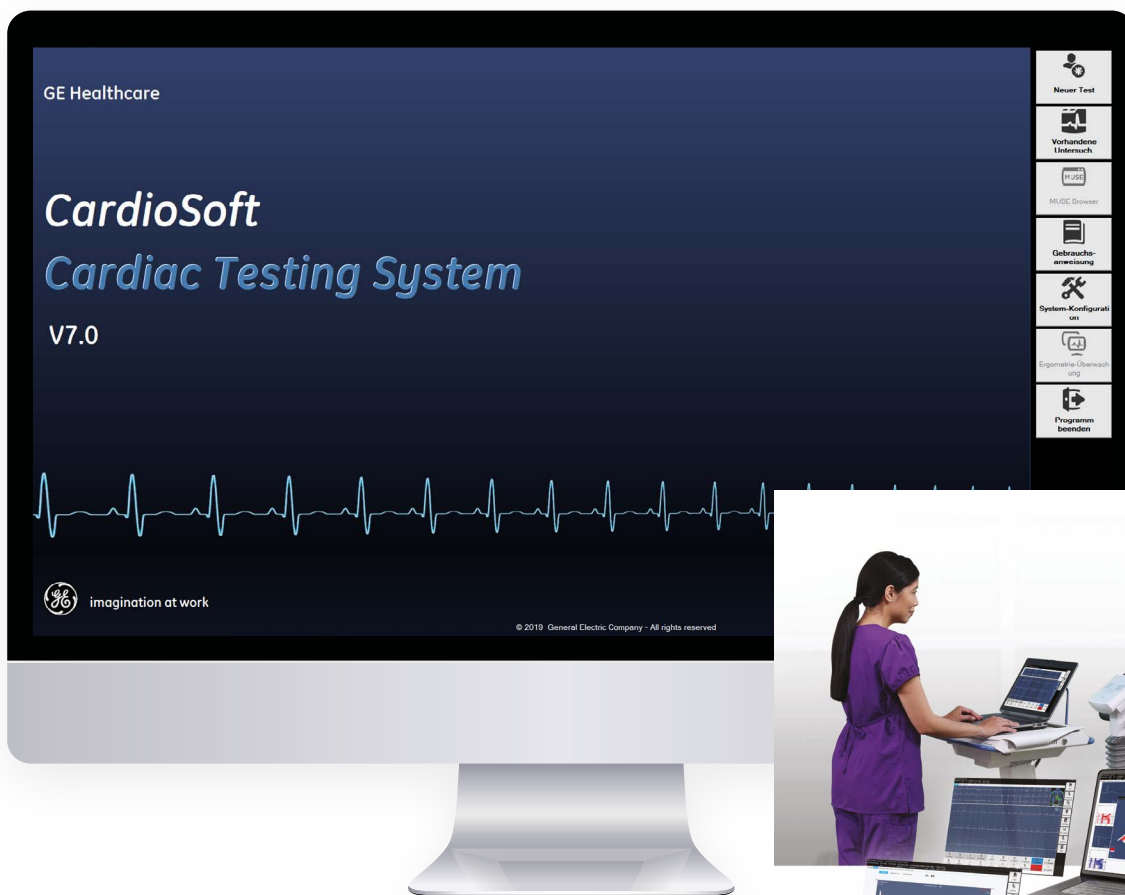 GE Healthcare
CardioSoft
Cardiac Testing System
V7.0
imagination at work
© 2019 General Electric Company - All rights reserved
Neuer Test
Vorhandene
Untersuch.
MUSE
MUSE Browser
Gebrauchs-
anweisung
System-Konfigurati
on
Ergometrie-Überwach
ung
Programm
beenden